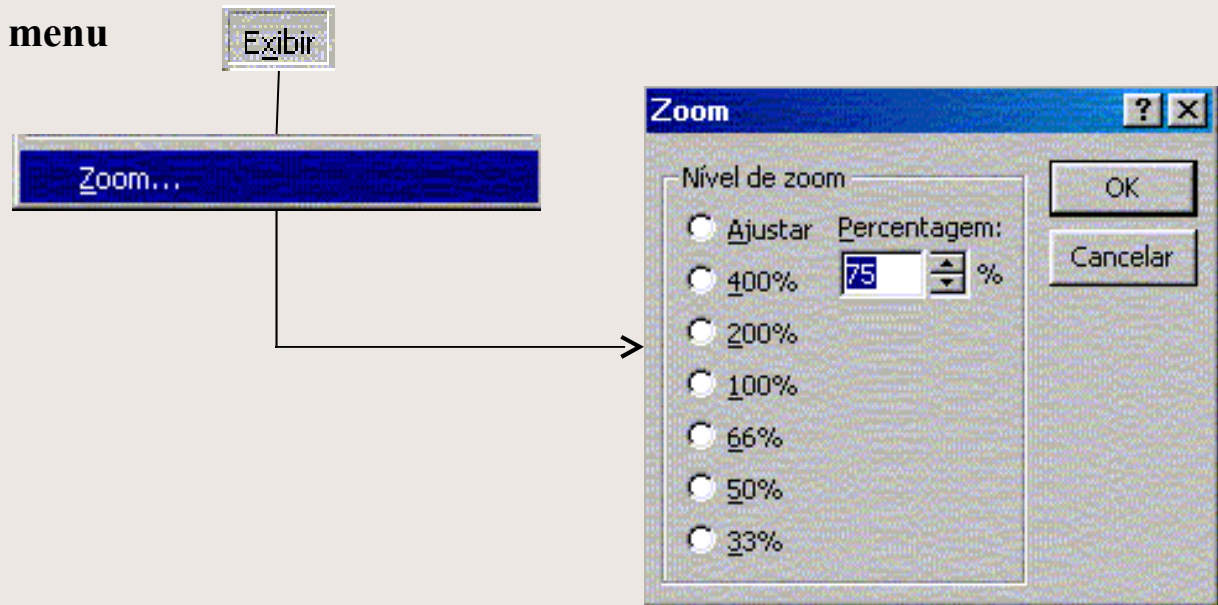 menu
Exibir
Zoom...
Zoom
Nível de zoom
Ajustar
Percentagem:
400%
75 %
200%
100%
66%
50%
33%
OK
Cancelar